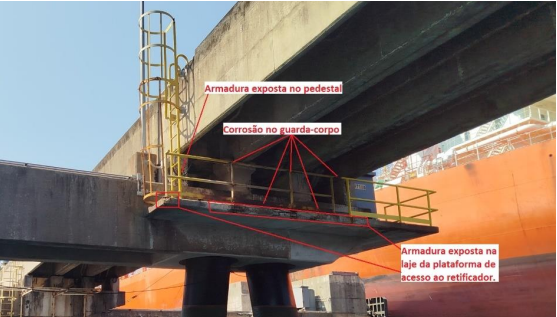 Armadura exposta no pedestal
Corrosão no guarda-corpo
Armadura exposta na
laje da plataforma de
acesso ao retificador.